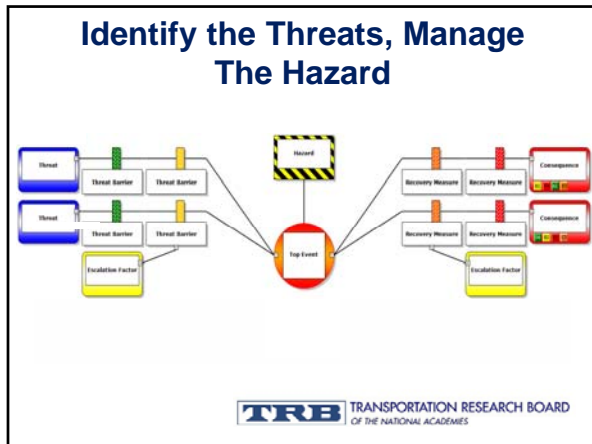 Identify the Threats, Manage
The Hazard
Hazard
Threat
Threat Barrier
Threat Barrier
Recovery Measure
Recovery Measure
Consequence
Threat
Threat Barrier
Threat Barrier
Top Event
Recovery Measure
Recovery Measure
Consequence
Escalation Factor
Escalation Factor
TRB TRANSPORTATION RESEARCH BOARD
OF THE NATIONAL ACADEMIES